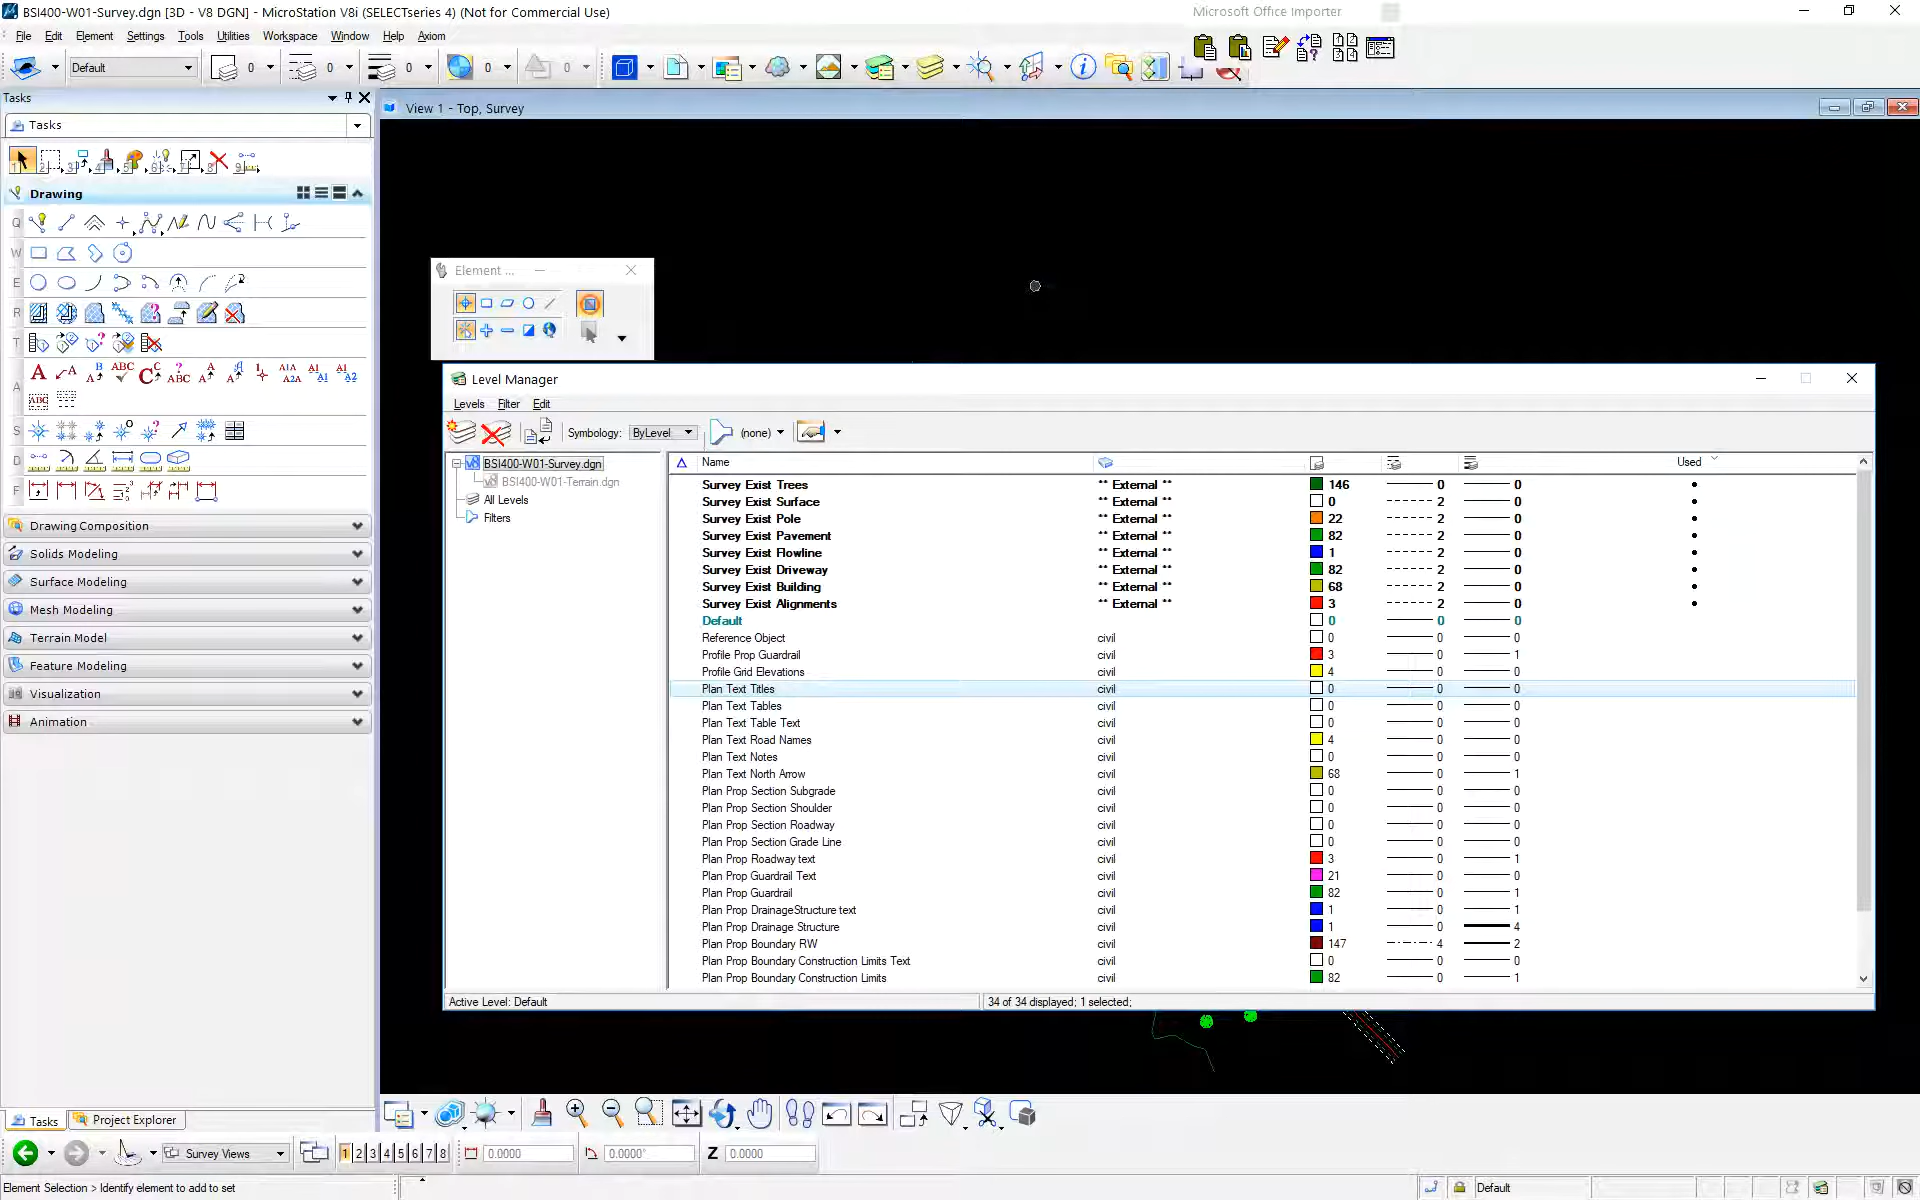 BSI400-W01-Survey.dgn [3D - V8 DGN] - MicroStation V8i (SELECTseries 4) (Not for Commercial Use)
Microsoft Office Importer
File Edit Element Settings Tools Utilities Workspace Window Help Axiom
Default 0 0 0 0 0
Tasks
View 1 - Top, Survey
Tasks
Drawing
Element ...
Level Manager
Levels Filter Edit
Symbology: ByLevel (none)
BSI400-W01-Survey.dgn
BSI400-W01-Terrain.dgn
All Levels
Filters
Name Used
Survey Exist Trees ** External ** 146 0 0
Survey Exist Surface ** External ** 0 2 0
Survey Exist Pole ** External ** 22 2 0
Survey Exist Pavement ** External ** 82 2 0
Survey Exist Flowline ** External ** 1 2 0
Survey Exist Driveway ** External ** 82 2 0
Survey Exist Building ** External ** 68 2 0
Survey Exist Alignments ** External ** 3 2 0
Default 0 0 0
Reference Object civil 0 0 0
Profile Prop Guardrail civil 3 0 1
Profile Grid Elevations civil 4 0 0
Plan Text Titles civil 0 0 0
Plan Text Tables civil 0 0 0
Plan Text Table Text civil 0 0 0
Plan Text Road Names civil 4 0 0
Plan Text Notes civil 0 0 0
Plan Text North Arrow civil 68 0 1
Plan Prop Section Subgrade civil 0 0 0
Plan Prop Section Shoulder civil 0 0 0
Plan Prop Section Roadway civil 0 0 0
Plan Prop Section Grade Line civil 0 0 0
Plan Prop Roadway text civil 3 0 1
Plan Prop Guardrail Text civil 21 0 0
Plan Prop Guardrail civil 82 0 1
Plan Prop DrainageStructure text civil 1 0 1
Plan Prop Drainage Structure civil 1 0 4
Plan Prop Boundary RW civil 147 4 2
Plan Prop Boundary Construction Limits Text civil 0 0 0
Plan Prop Boundary Construction Limits civil 82 0 1
Active Level: Default 34 of 34 displayed; 1 selected;
Drawing Composition
Solids Modeling
Surface Modeling
Mesh Modeling
Terrain Model
Feature Modeling
Visualization
Animation
Tasks Project Explorer
Survey Views 1 2 3 4 5 6 7 8 0.0000 0.0000° Z 0.0000
Element Selection > Identify element to add to set Default